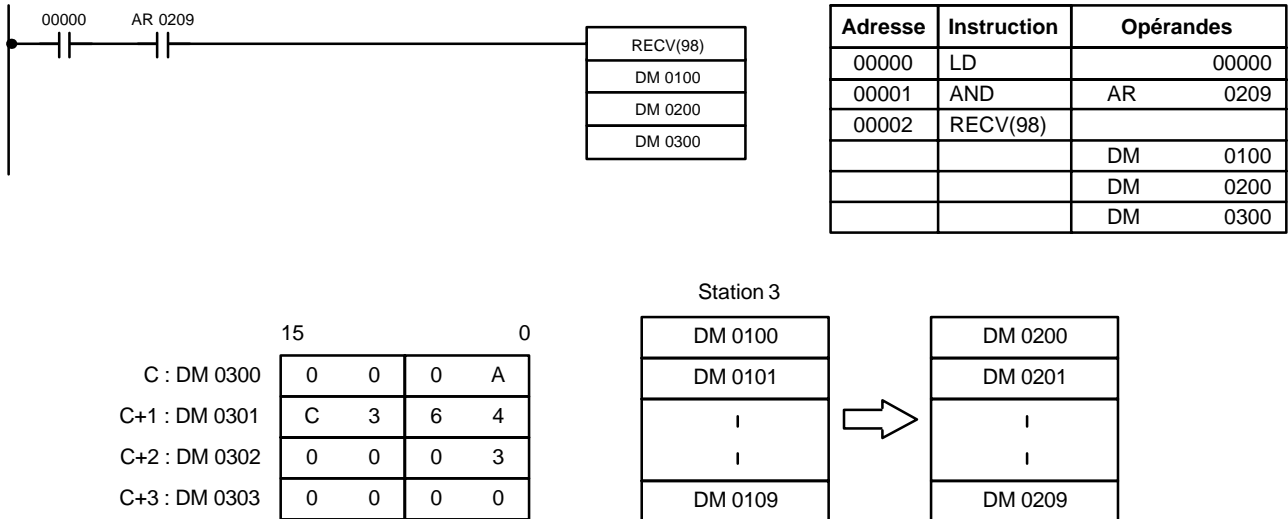 00000 AR 0209
RECV(98)
DM 0100
DM 0200
DM 0300
Adresse Instruction Opérandes
00000 LD 00000
00001 AND AR 0209
00002 RECV(98)
DM 0100
DM 0200
DM 0300
Station 3
15 0
C : DM 0300 0 0 0 A
C+1 : DM 0301 C 3 6 4
C+2 : DM 0302 0 0 0 3
C+3 : DM 0303 0 0 0 0
DM 0100
DM 0101
DM 0109
DM 0200
DM 0201
DM 0209